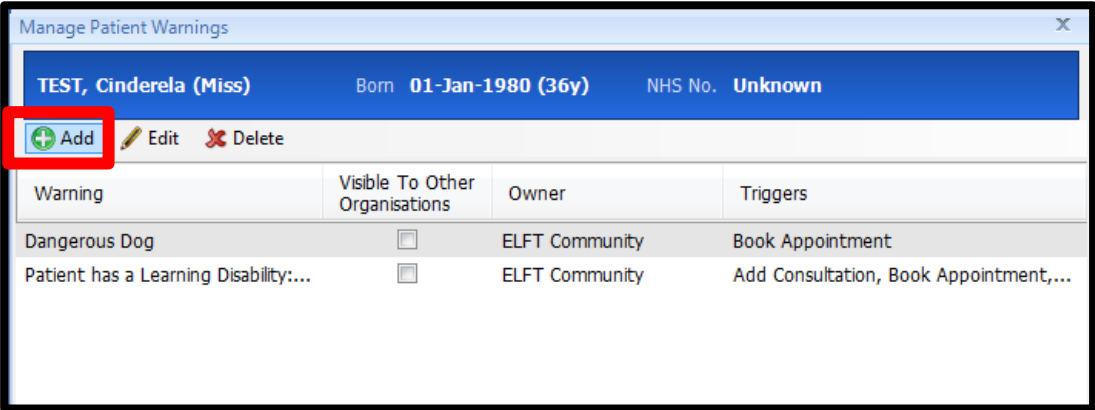 Manage Patient Warnings X
TEST, Cinderela (Miss) Born 01-Jan-1980 (36y) NHS No. Unknown
Add Edit Delete
Warning Visible To Other Organisations Owner Triggers
Dangerous Dog ELFT Community Book Appointment
Patient has a Learning Disability:... ELFT Community Add Consultation, Book Appointment,...